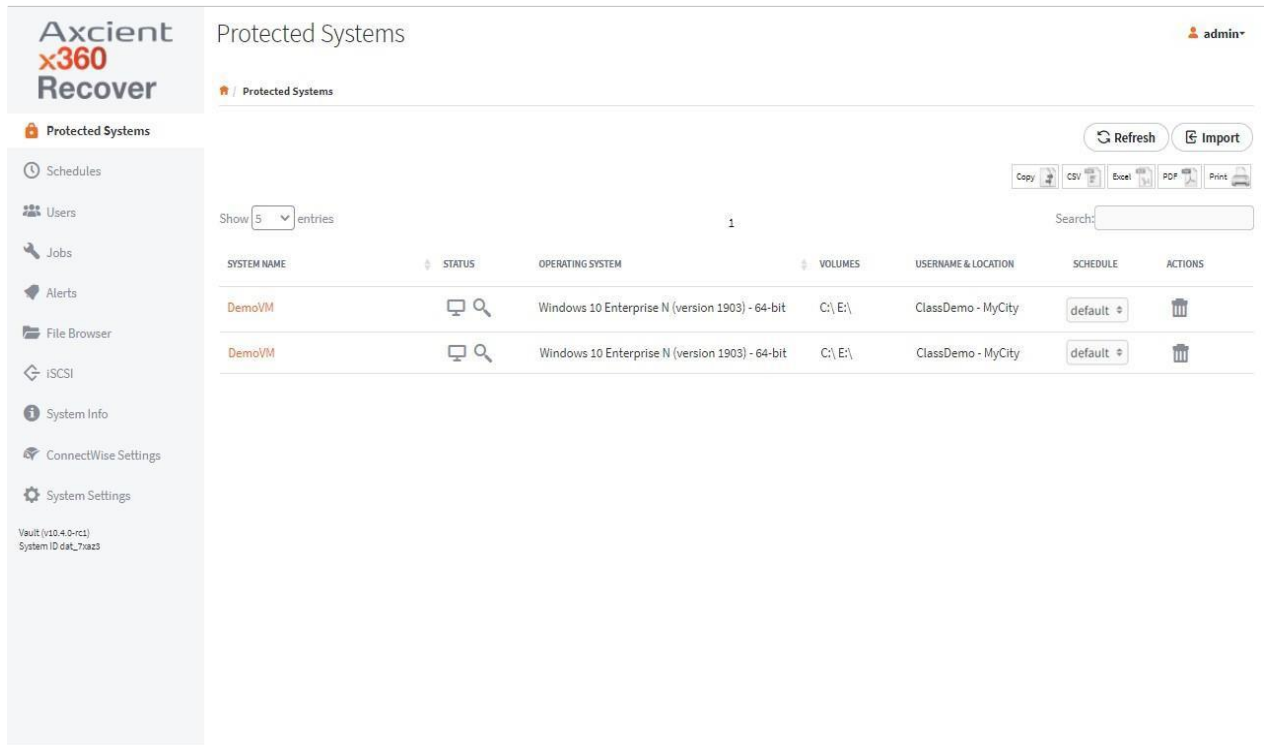 Axcient
x360
Recover
Protected Systems
admin
Protected Systems
Protected Systems
Schedules
Users
Jobs
Alerts
File Browser
iSCSI
System Info
ConnectWise Settings
System Settings
Vault (v10.4.0-rc1)
System ID dat_7xaz3
Refresh Import
Copy CSV Excel PDF Print
Show 5 entries 1 Search:
SYSTEM NAME STATUS OPERATING SYSTEM VOLUMES USERNAME & LOCATION SCHEDULE ACTIONS
DemoVM Windows 10 Enterprise N (version 1903) - 64-bit C:\ E:\ ClassDemo - MyCity default
DemoVM Windows 10 Enterprise N (version 1903) - 64-bit C:\ E:\ ClassDemo - MyCity default